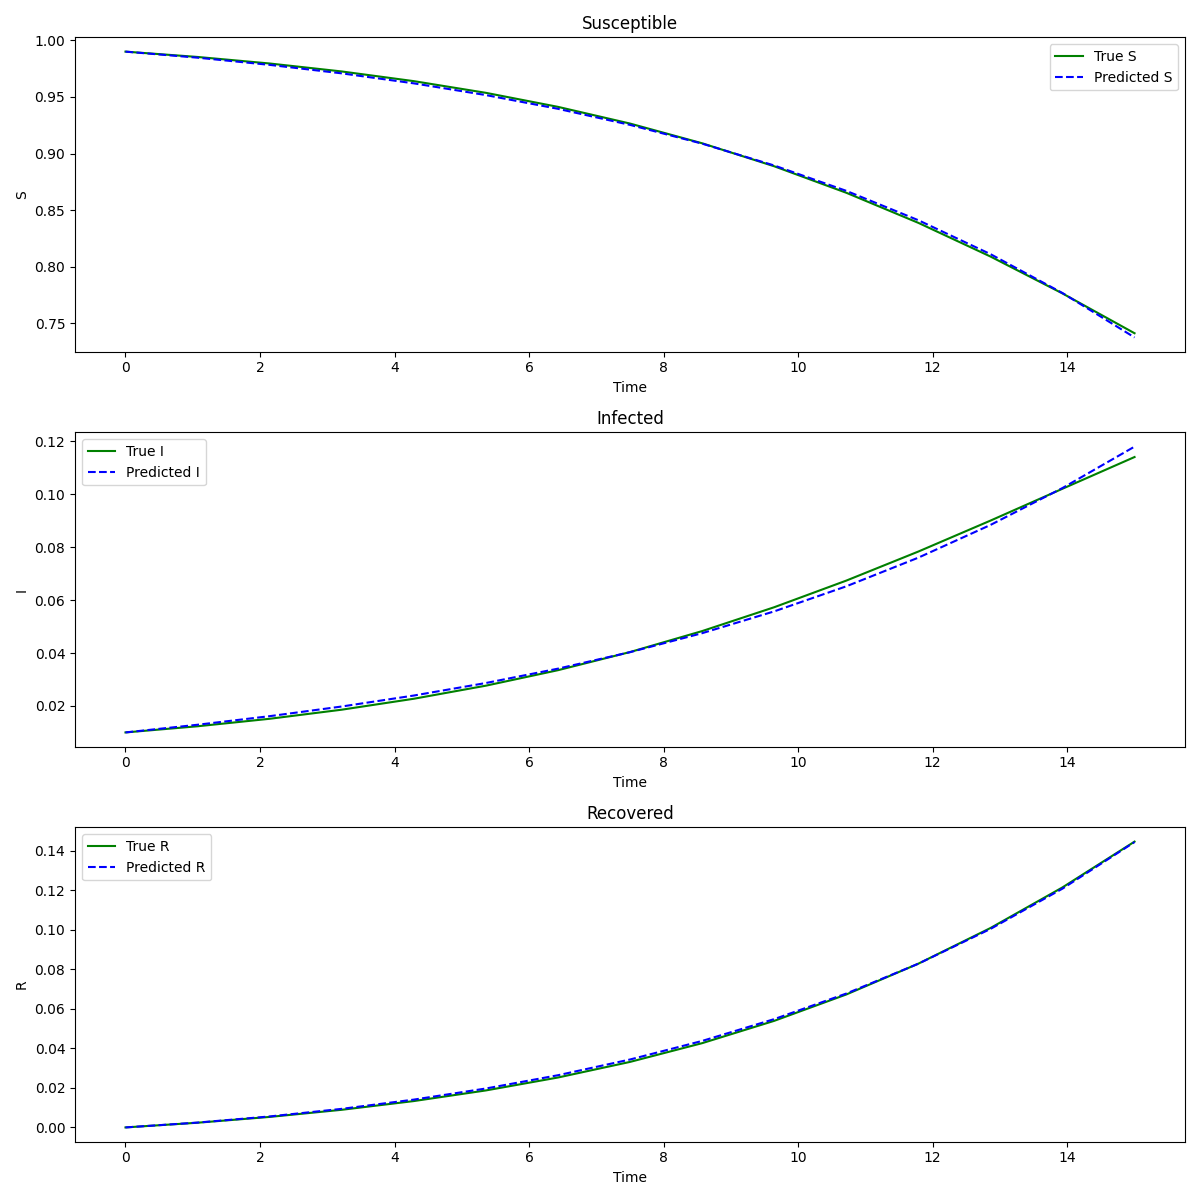 Susceptible
1.00
0.95
0.90
0.85
0.80
0.75
S
True S
Predicted S
0 2 4 6 8 10 12 14
Time
Infected
0.12
0.10
0.08
0.06
0.04
0.02
I
True I
Predicted I
0 2 4 6 8 10 12 14
Time
Recovered
0.14
0.12
0.10
0.08
0.06
0.04
0.02
0.00
R
True R
Predicted R
0 2 4 6 8 10 12 14
Time